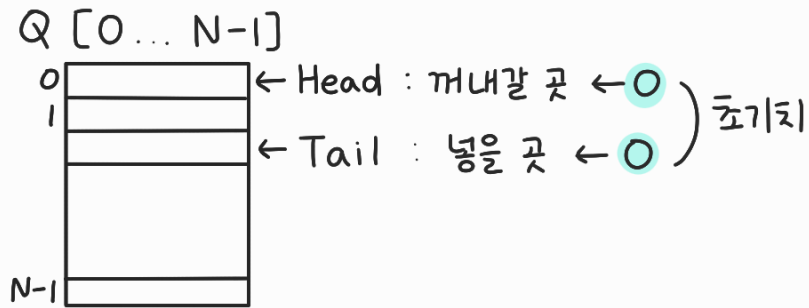 Q [0... N-1]
0 ← Head : 꺼내갈 곳 ← 0
1
← Tail : 넣을 곳 ← 0
초기치
N-1